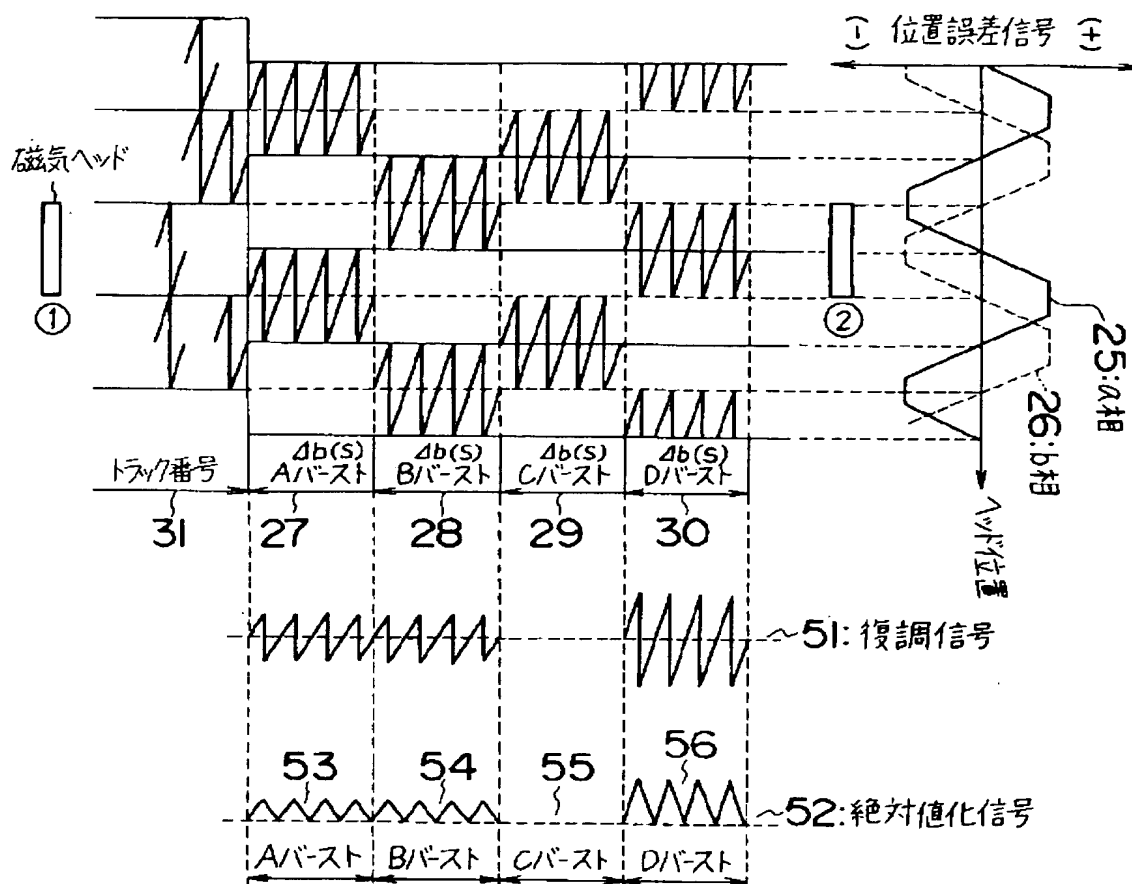 (−) 位置誤差信号 (+)
磁気ヘッド
①
②
25:a相
26:b相
ヘッド位置
トラック番号
Δb(S)
Aバースト
Δb(S)
Bバースト
Δb(S)
Cバースト
Δb(S)
Dバースト
31
27
28
29
30
51:復調信号
53
54
55
56
52:絶対値化信号
Aバースト
Bバースト
Cバースト
Dバースト